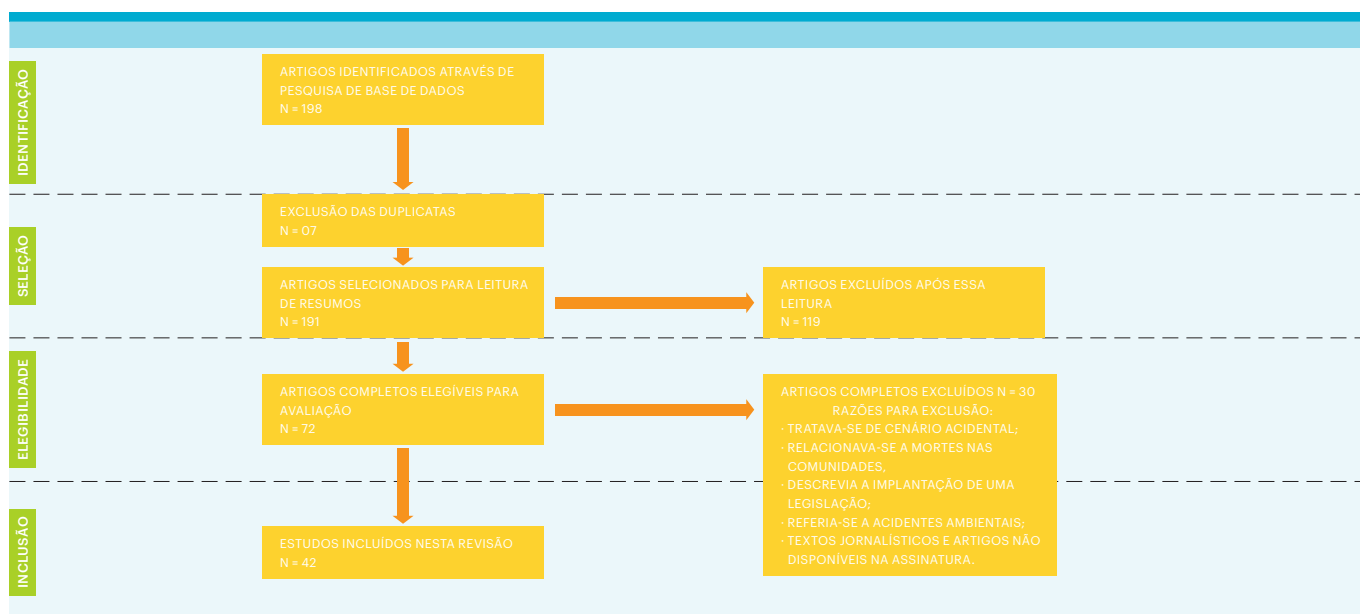 IDENTIFICAÇÃO
ARTIGOS IDENTIFICADOS ATRAVÉS DE
PESQUISA DE BASE DE DADOS
N = 198
SELEÇÃO
EXCLUSÃO DAS DUPLICATAS
N = 07
ARTIGOS SELECIONADOS PARA LEITURA
DE RESUMOS
N = 191
ARTIGOS EXCLUÍDOS APÓS ESSA
LEITURA
N = 119
ELEGIBILIDADE
ARTIGOS COMPLETOS ELEGÍVEIS PARA
AVALIAÇÃO
N = 72
ARTIGOS COMPLETOS EXCLUÍDOS N = 30
RAZÕES PARA EXCLUSÃO:
· TRATAVA-SE DE CENÁRIO ACIDENTAL;
· RELACIONAVA-SE A MORTES NAS
COMUNIDADES,
· DESCREVIA A IMPLANTAÇÃO DE UMA
LEGISLAÇÃO;
· REFERIA-SE A ACIDENTES AMBIENTAIS;
· TEXTOS JORNALÍSTICOS E ARTIGOS NÃO
DISPONÍVEIS NA ASSINATURA.
INCLUSÃO
ESTUDOS INCLUÍDOS NESTA REVISÃO
N = 42